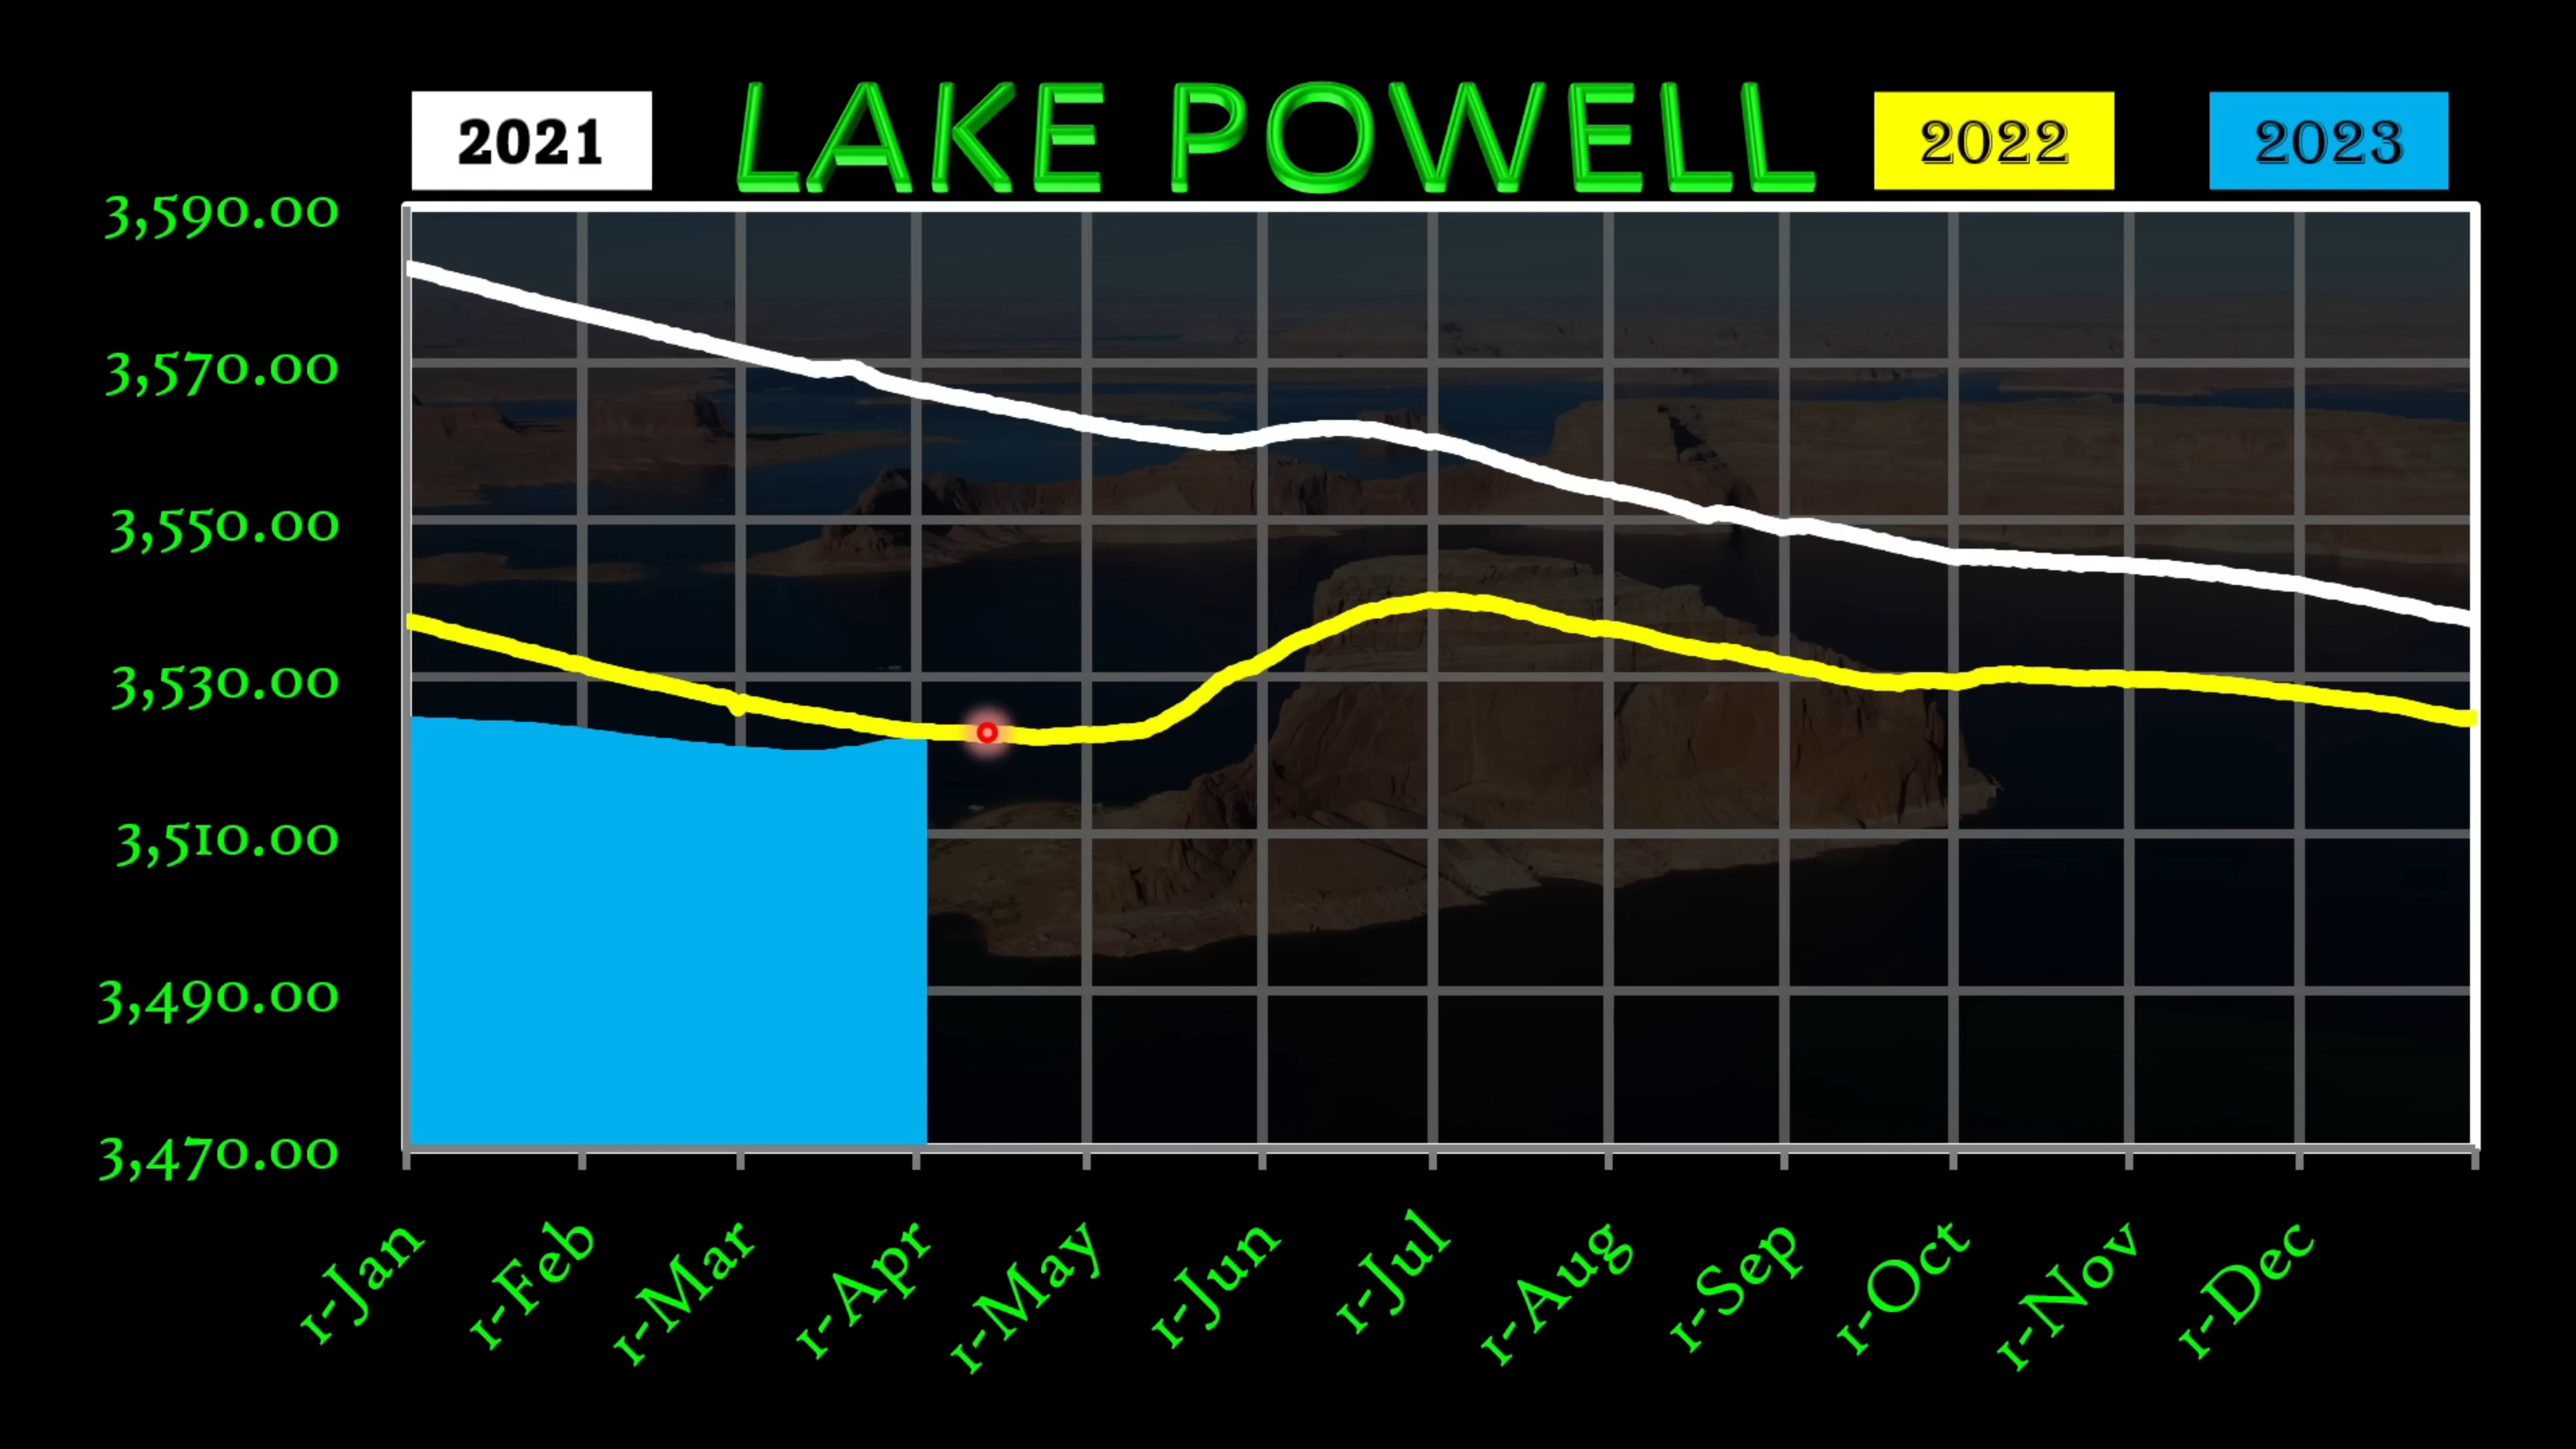 2021
LAKE POWELL
2022
2023
3,590.00
3,570.00
3,550.00
3,530.00
3,510.00
3,490.00
3,470.00
1-Jan
1-Feb
1-Mar
1-Apr
1-May
1-Jun
1-Jul
1-Aug
1-Sep
1-Oct
1-Nov
1-Dec